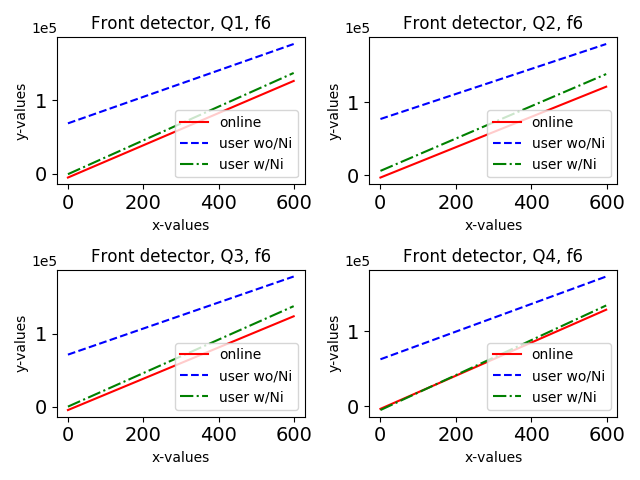 Front detector, Q1, f6
1e5
y-values
1
0
online
user wo/Ni
user w/Ni
0 200 400 600
x-values
Front detector, Q2, f6
1e5
y-values
1
0
online
user wo/Ni
user w/Ni
0 200 400 600
x-values
Front detector, Q3, f6
1e5
y-values
1
0
online
user wo/Ni
user w/Ni
0 200 400 600
x-values
Front detector, Q4, f6
1e5
y-values
1
0
online
user wo/Ni
user w/Ni
0 200 400 600
x-values